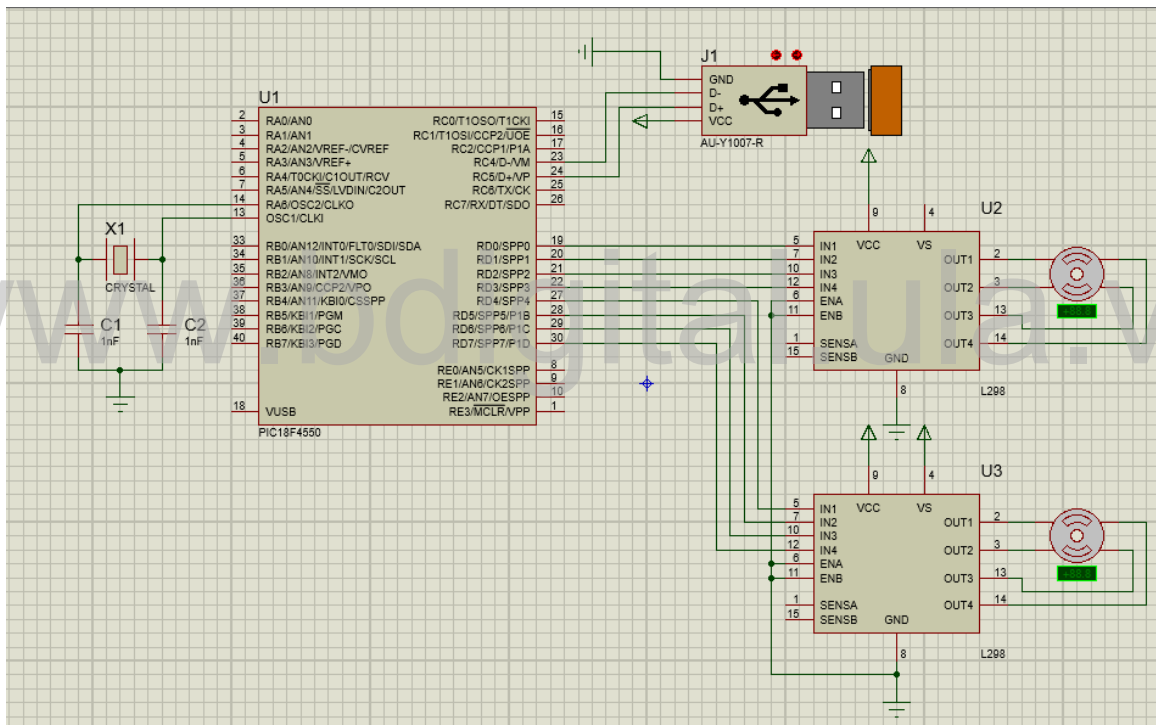 J1
GND
D-
D+
VCC
AU-Y1007-R
U1
2 RA0/AN0 RC0/T1OSO/T1CKI 15
3 RA1/AN1 RC1/T1OSI/CCP2/UOE 16
4 RA2/AN2/VREF-/CVREF RC2/CCP1/P1A 17
5 RA3/AN3/VREF+ RC4/D-/VM 23
6 RA4/T0CKI/C1OUT/RCV RC5/D+/VP 24
7 RA5/AN4/SS/LVDIN/C2OUT RC6/TX/CK 25
14 RA6/OSC2/CLKO RC7/RX/DT/SDO 26
13 OSC1/CLKI
33 RB0/AN12/INT0/FLT0/SDI/SDA RD0/SPP0 19
34 RB1/AN10/INT1/SCK/SCL RD1/SPP1 20
35 RB2/AN8/INT2/VMO RD2/SPP2 21
36 RB3/AN9/CCP2/VPO RD3/SPP3 22
37 RB4/AN11/KBI0/CSSPP RD4/SPP4 27
38 RB5/KBI1/PGM RD5/SPP5/P1B 28
39 RB6/KBI2/PGC RD6/SPP6/P1C 29
40 RB7/KBI3/PGD RD7/SPP7/P1D 30
RE0/AN5/CK1SPP 8
RE1/AN6/CK2SPP 9
RE2/AN7/OESPP 10
18 VUSB RE3/MCLR/VPP 1
PIC18F4550
X1
CRYSTAL
C1
1nF
C2
1nF
U2
9 4
VCC VS
5 IN1 OUT1 2
7 IN2 OUT2 3
10 IN3 OUT3 13
12 IN4 OUT4 14
6 ENA
11 ENB
1 SENSA
15 SENSB
GND
8
L298
U3
9 4
VCC VS
5 IN1 OUT1 2
7 IN2 OUT2 3
10 IN3 OUT3 13
12 IN4 OUT4 14
6 ENA
11 ENB
1 SENSA
15 SENSB
GND
8
L298
www.bdigital.ula.v